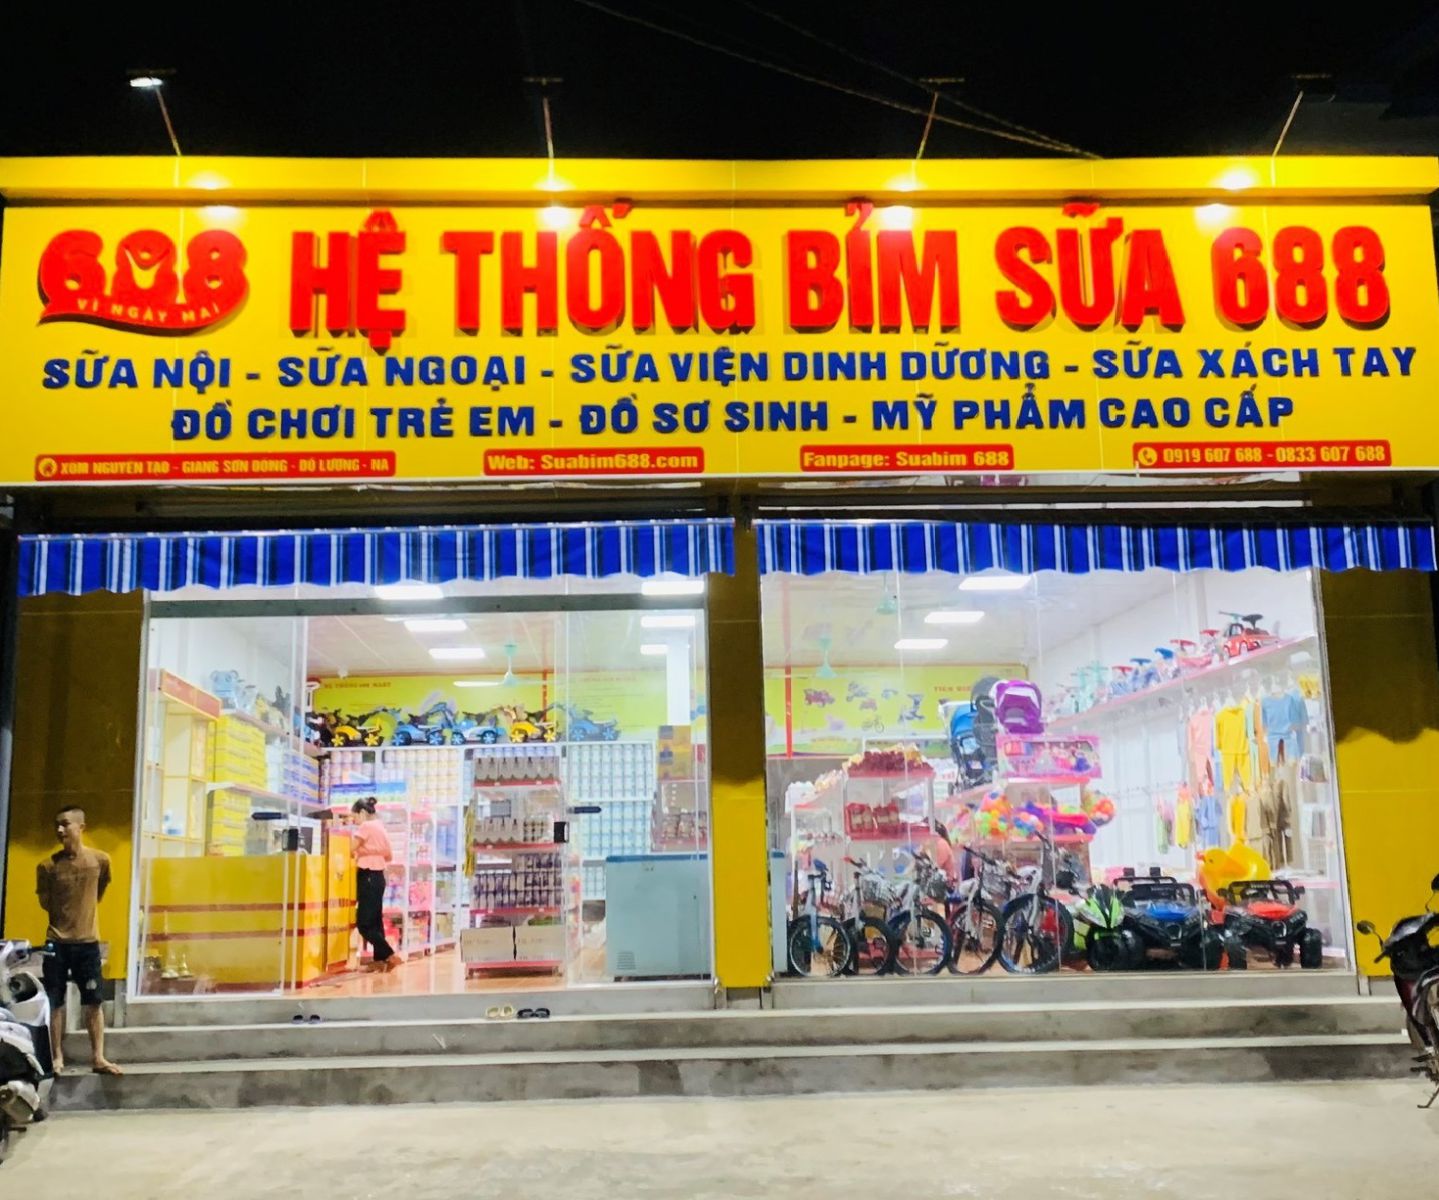 688 HỆ THỐNG BỈM SỮA 688
VÌ NGÀY MAI
SỮA NỘI - SỮA NGOẠI - SỮA VIỆN DINH DƯỠNG - SỮA XÁCH TAY
ĐỒ CHƠI TRẺ EM - ĐỒ SƠ SINH - MỸ PHẨM CAO CẤP
XÓM NGUYÊN TẠO - GIANG SƠN ĐÔNG - ĐÔ LƯƠNG - NA
Web: Suabim688.com
Fanpage: Suabim 688
0919 607 688 - 0833 607 688